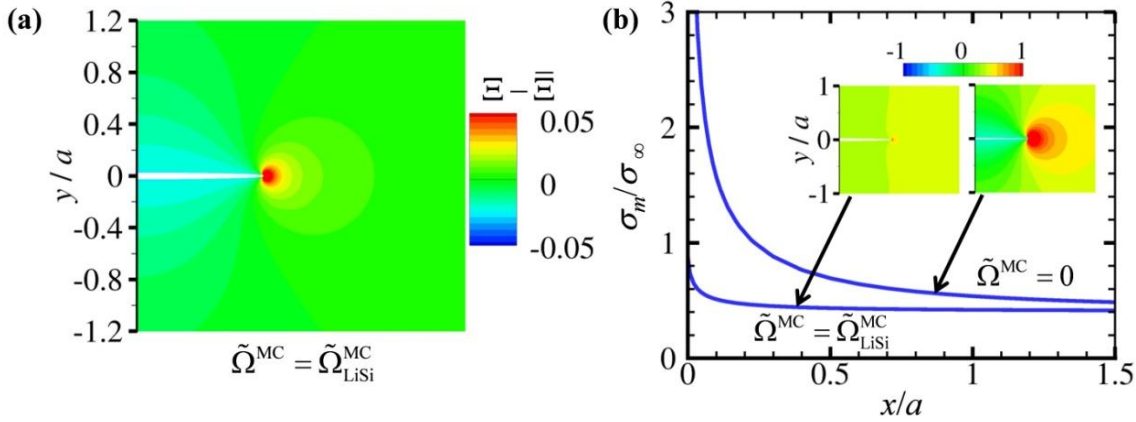 (a)
1.2
0.8
0.4
0
-0.4
-0.8
-1.2
y / a
Ξ − Ξ̄
0.05
0
-0.05
Ω̃^MC = Ω̃^MC_LiSi
(b)
3
2
1
0
σ_m/σ_∞
-1 0 1
1
0
-1
y / a
Ω̃^MC = 0
Ω̃^MC = Ω̃^MC_LiSi
0 0.5 1 1.5
x/a